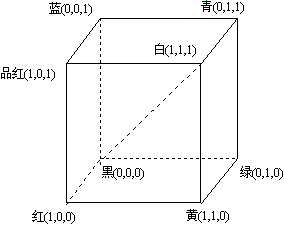 蓝(0,0,1)
青(0,1,1)
白(1,1,1)
品红(1,0,1)
黑(0,0,0)
绿(0,1,0)
红(1,0,0)
黄(1,1,0)